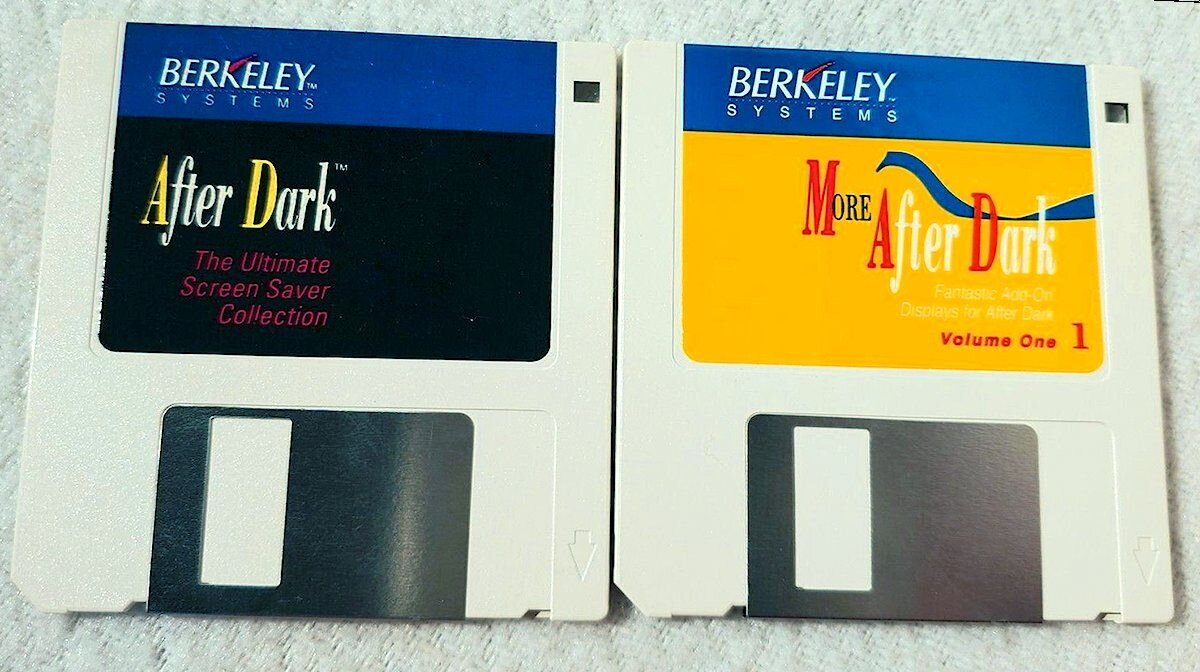 BERKELEY™
SYSTEMS
After Dark™
The Ultimate
Screen Saver
Collection
BERKELEY
SYSTEMS
MORE
After Dark
Fantastic Add-On
Displays for After Dark
Volume One 1